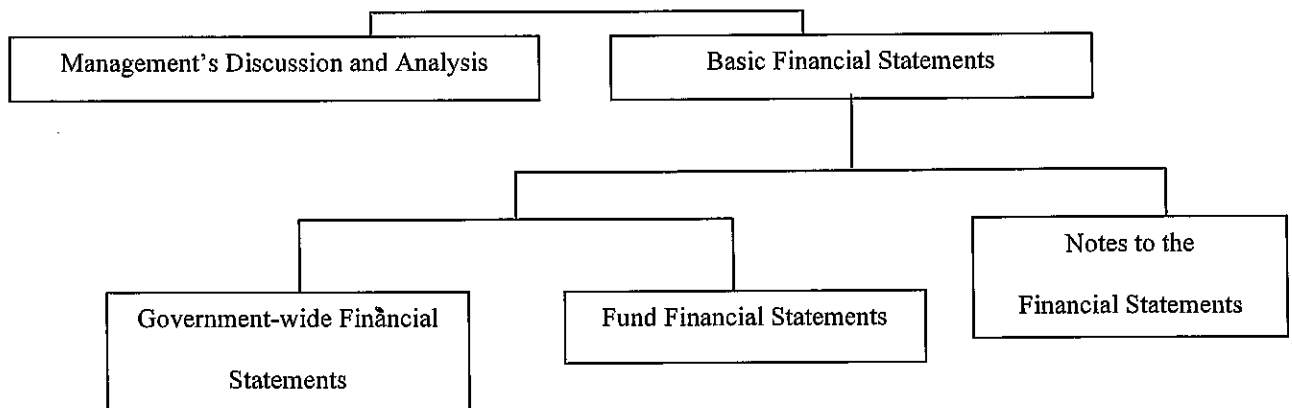 Management's Discussion and Analysis
Basic Financial Statements
Notes to the
Financial Statements
Government-wide Financial
Statements
Fund Financial Statements